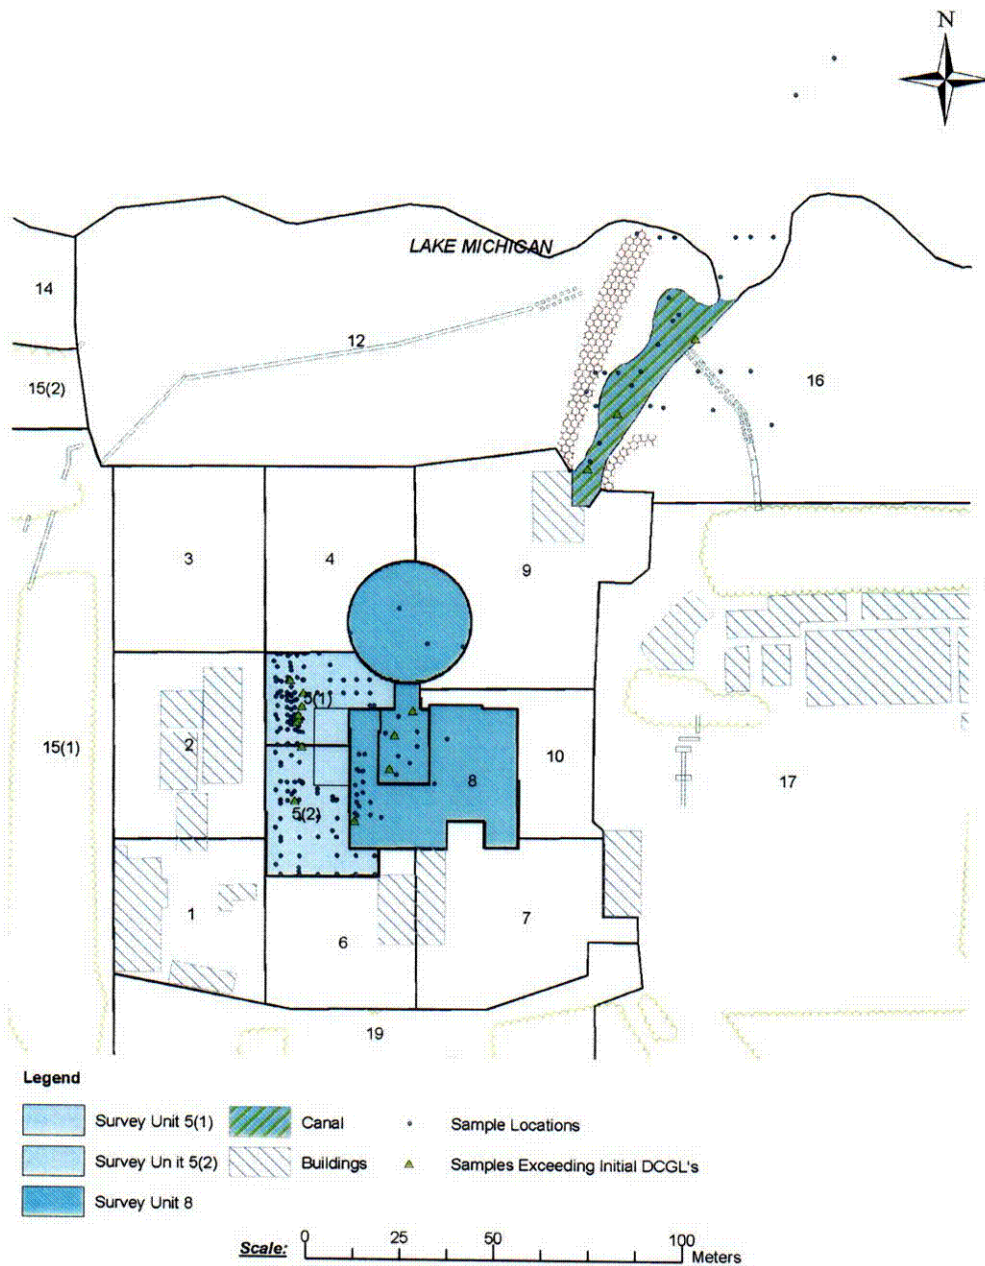 N
LAKE MICHIGAN
14
12
15(2)
16
3
4
9
5(1)
15(1)
2
10
8
17
5(2)
1
7
6
19
Legend
Survey Unit 5(1)
Canal
Sample Locations
Survey Un it 5(2)
Buildings
Samples Exceeding Initial DCGL's
Survey Unit 8
Scale:
0 25 50 100
Meters